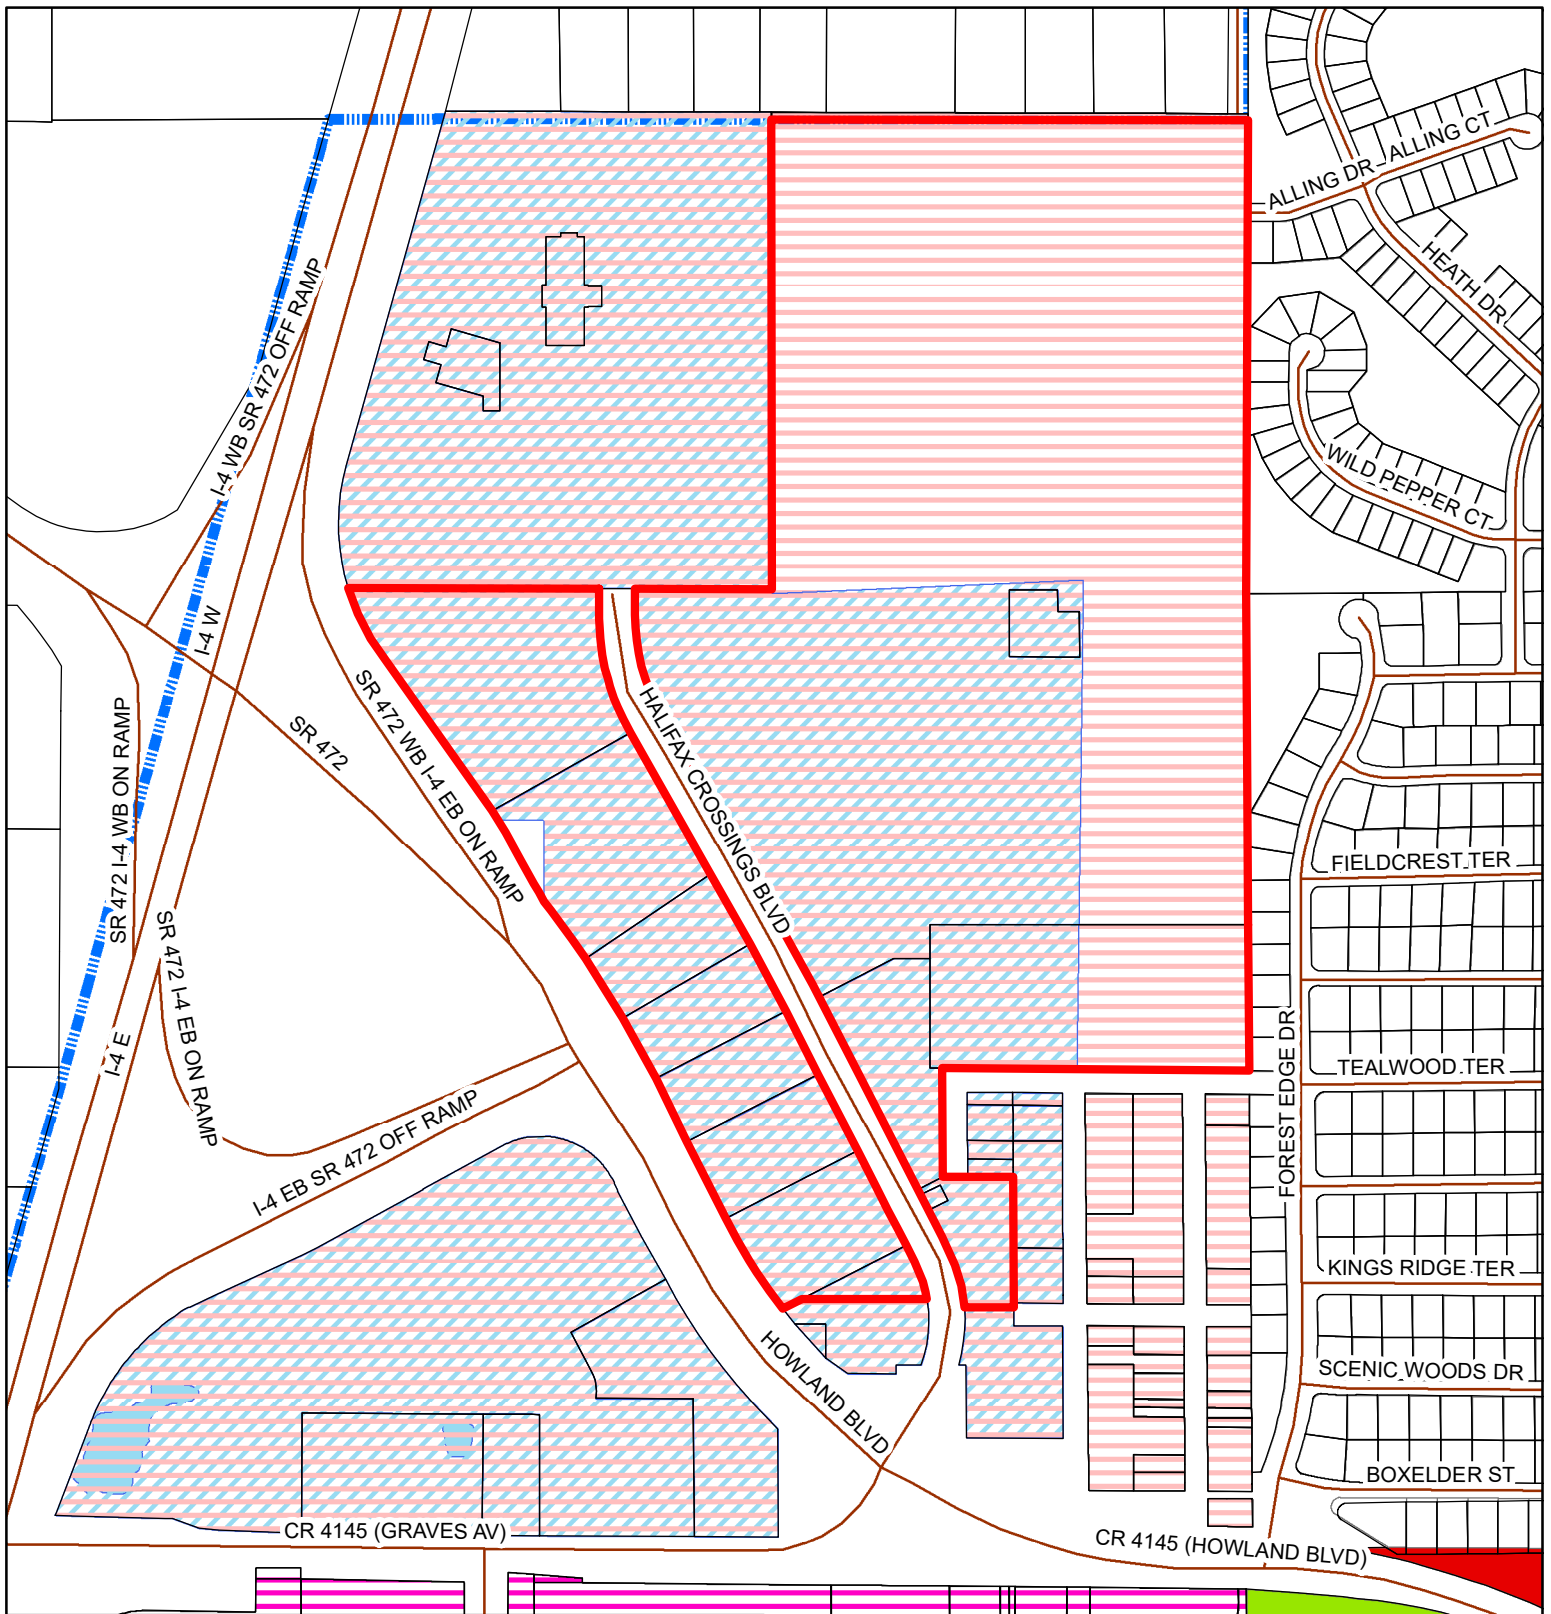 ALLING CT
ALLING DR
HEATH DR
I-4 WB SR 472 OFF RAMP
WILD PEPPER CT
I-4 W
SR 472 WB I-4 EB ON RAMP
HALIFAX CROSSINGS BLVD
SR 472
SR 472 I-4 WB ON RAMP
FIELDCREST TER
SR 472 I-4 EB ON RAMP
I-4 E
FOREST EDGE DR
TEALWOOD TER
I-4 EB SR 472 OFF RAMP
KINGS RIDGE TER
HOWLAND BLVD
SCENIC WOODS DR
BOXELDER ST
CR 4145 (GRAVES AV)
CR 4145 (HOWLAND BLVD)